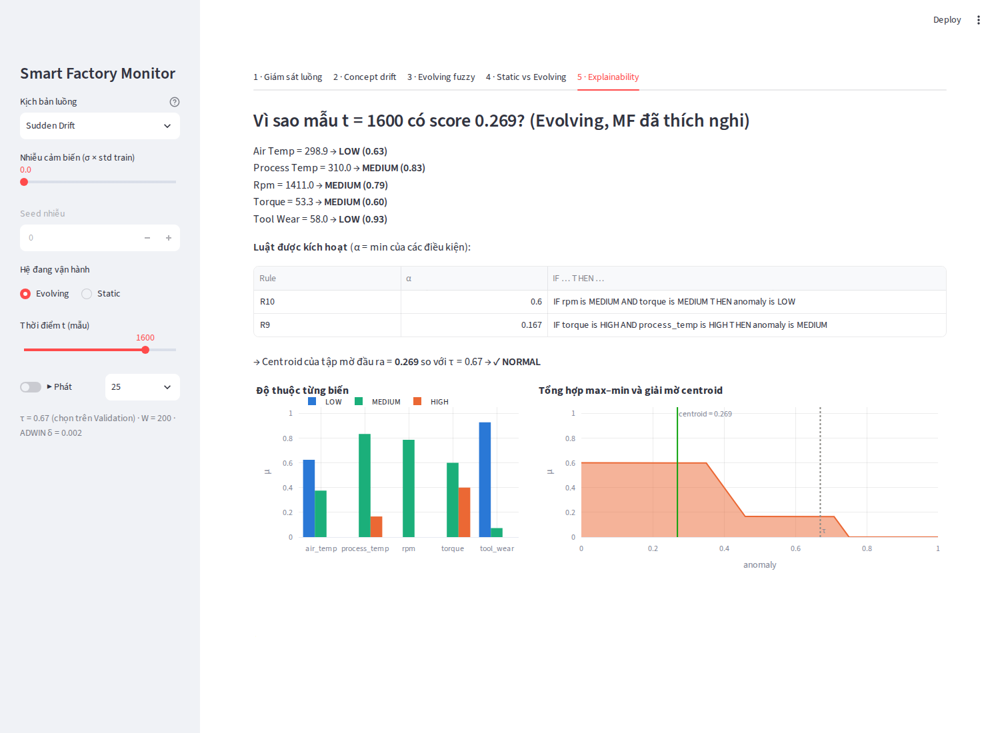 Deploy
Smart Factory Monitor
Kịch bản luồng
Sudden Drift
Nhiễu cảm biến (σ × std train)
0.0
Seed nhiễu
0
Hệ đang vận hành
Evolving
Static
Thời điểm t (mẫu)
1600
▶ Phát
25
τ = 0.67 (chọn trên Validation) · W = 200 ·
ADWIN δ = 0.002
1 · Giám sát luồng
2 · Concept drift
3 · Evolving fuzzy
4 · Static vs Evolving
5 · Explainability
Vì sao mẫu t = 1600 có score 0.269? (Evolving, MF đã thích nghi)
Air Temp = 298.9 → LOW (0.63)
Process Temp = 310.0 → MEDIUM (0.83)
Rpm = 1411.0 → MEDIUM (0.79)
Torque = 53.3 → MEDIUM (0.60)
Tool Wear = 58.0 → LOW (0.93)
Luật được kích hoạt (α = min của các điều kiện):
Rule α IF … THEN …
R10 0.6 IF rpm is MEDIUM AND torque is MEDIUM THEN anomaly is LOW
R9 0.167 IF torque is HIGH AND process_temp is HIGH THEN anomaly is MEDIUM
→ Centroid của tập mờ đầu ra = 0.269 so với τ = 0.67 → ✓ NORMAL
Độ thuộc từng biến
LOW MEDIUM HIGH
1
0.8
0.6
0.4
0.2
0
μ
air_temp process_temp rpm torque tool_wear
Tổng hợp max–min và giải mờ centroid
centroid = 0.269
1
0.8
0.6
0.4
0.2
0
μ
τ
0 0.2 0.4 0.6 0.8 1
anomaly